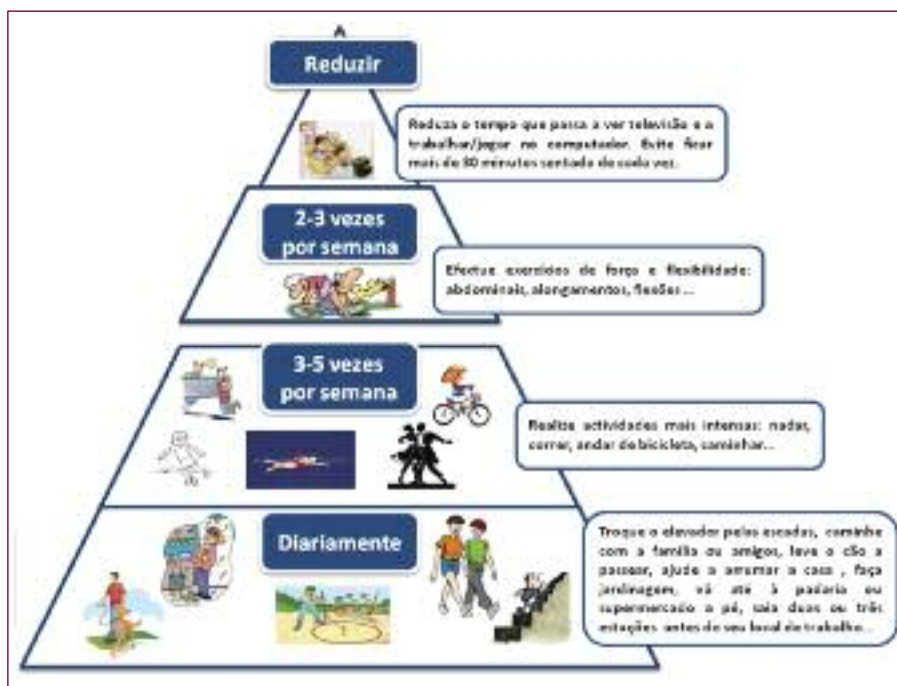 Reduzir
Reduza o tempo que passa a ver televisão e a
trabalhar/jogar no computador. Evite ficar
mais de 30 minutos sentado de cada vez.
2-3 vezes
por semana
Efectue exercícios de força e flexibilidade:
abdominais, alongamentos, flexões ...
3-5 vezes
por semana
Realize actividades mais intensas: nadar,
correr, andar de bicicleta, caminhar...
Diariamente
Troque o elevador pelas escadas, caminhe
com a família ou amigos, leve o cão a
passear, ajude a arrumar a casa , faça
jardinagem, vá até à padaria ou
supermercado a pé, saia duas ou três
estações antes do seu local de trabalho...